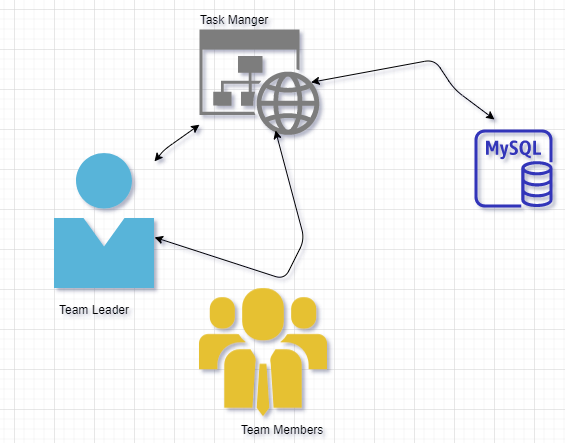 Task Manger
MySQL
Team Leader
Team Members